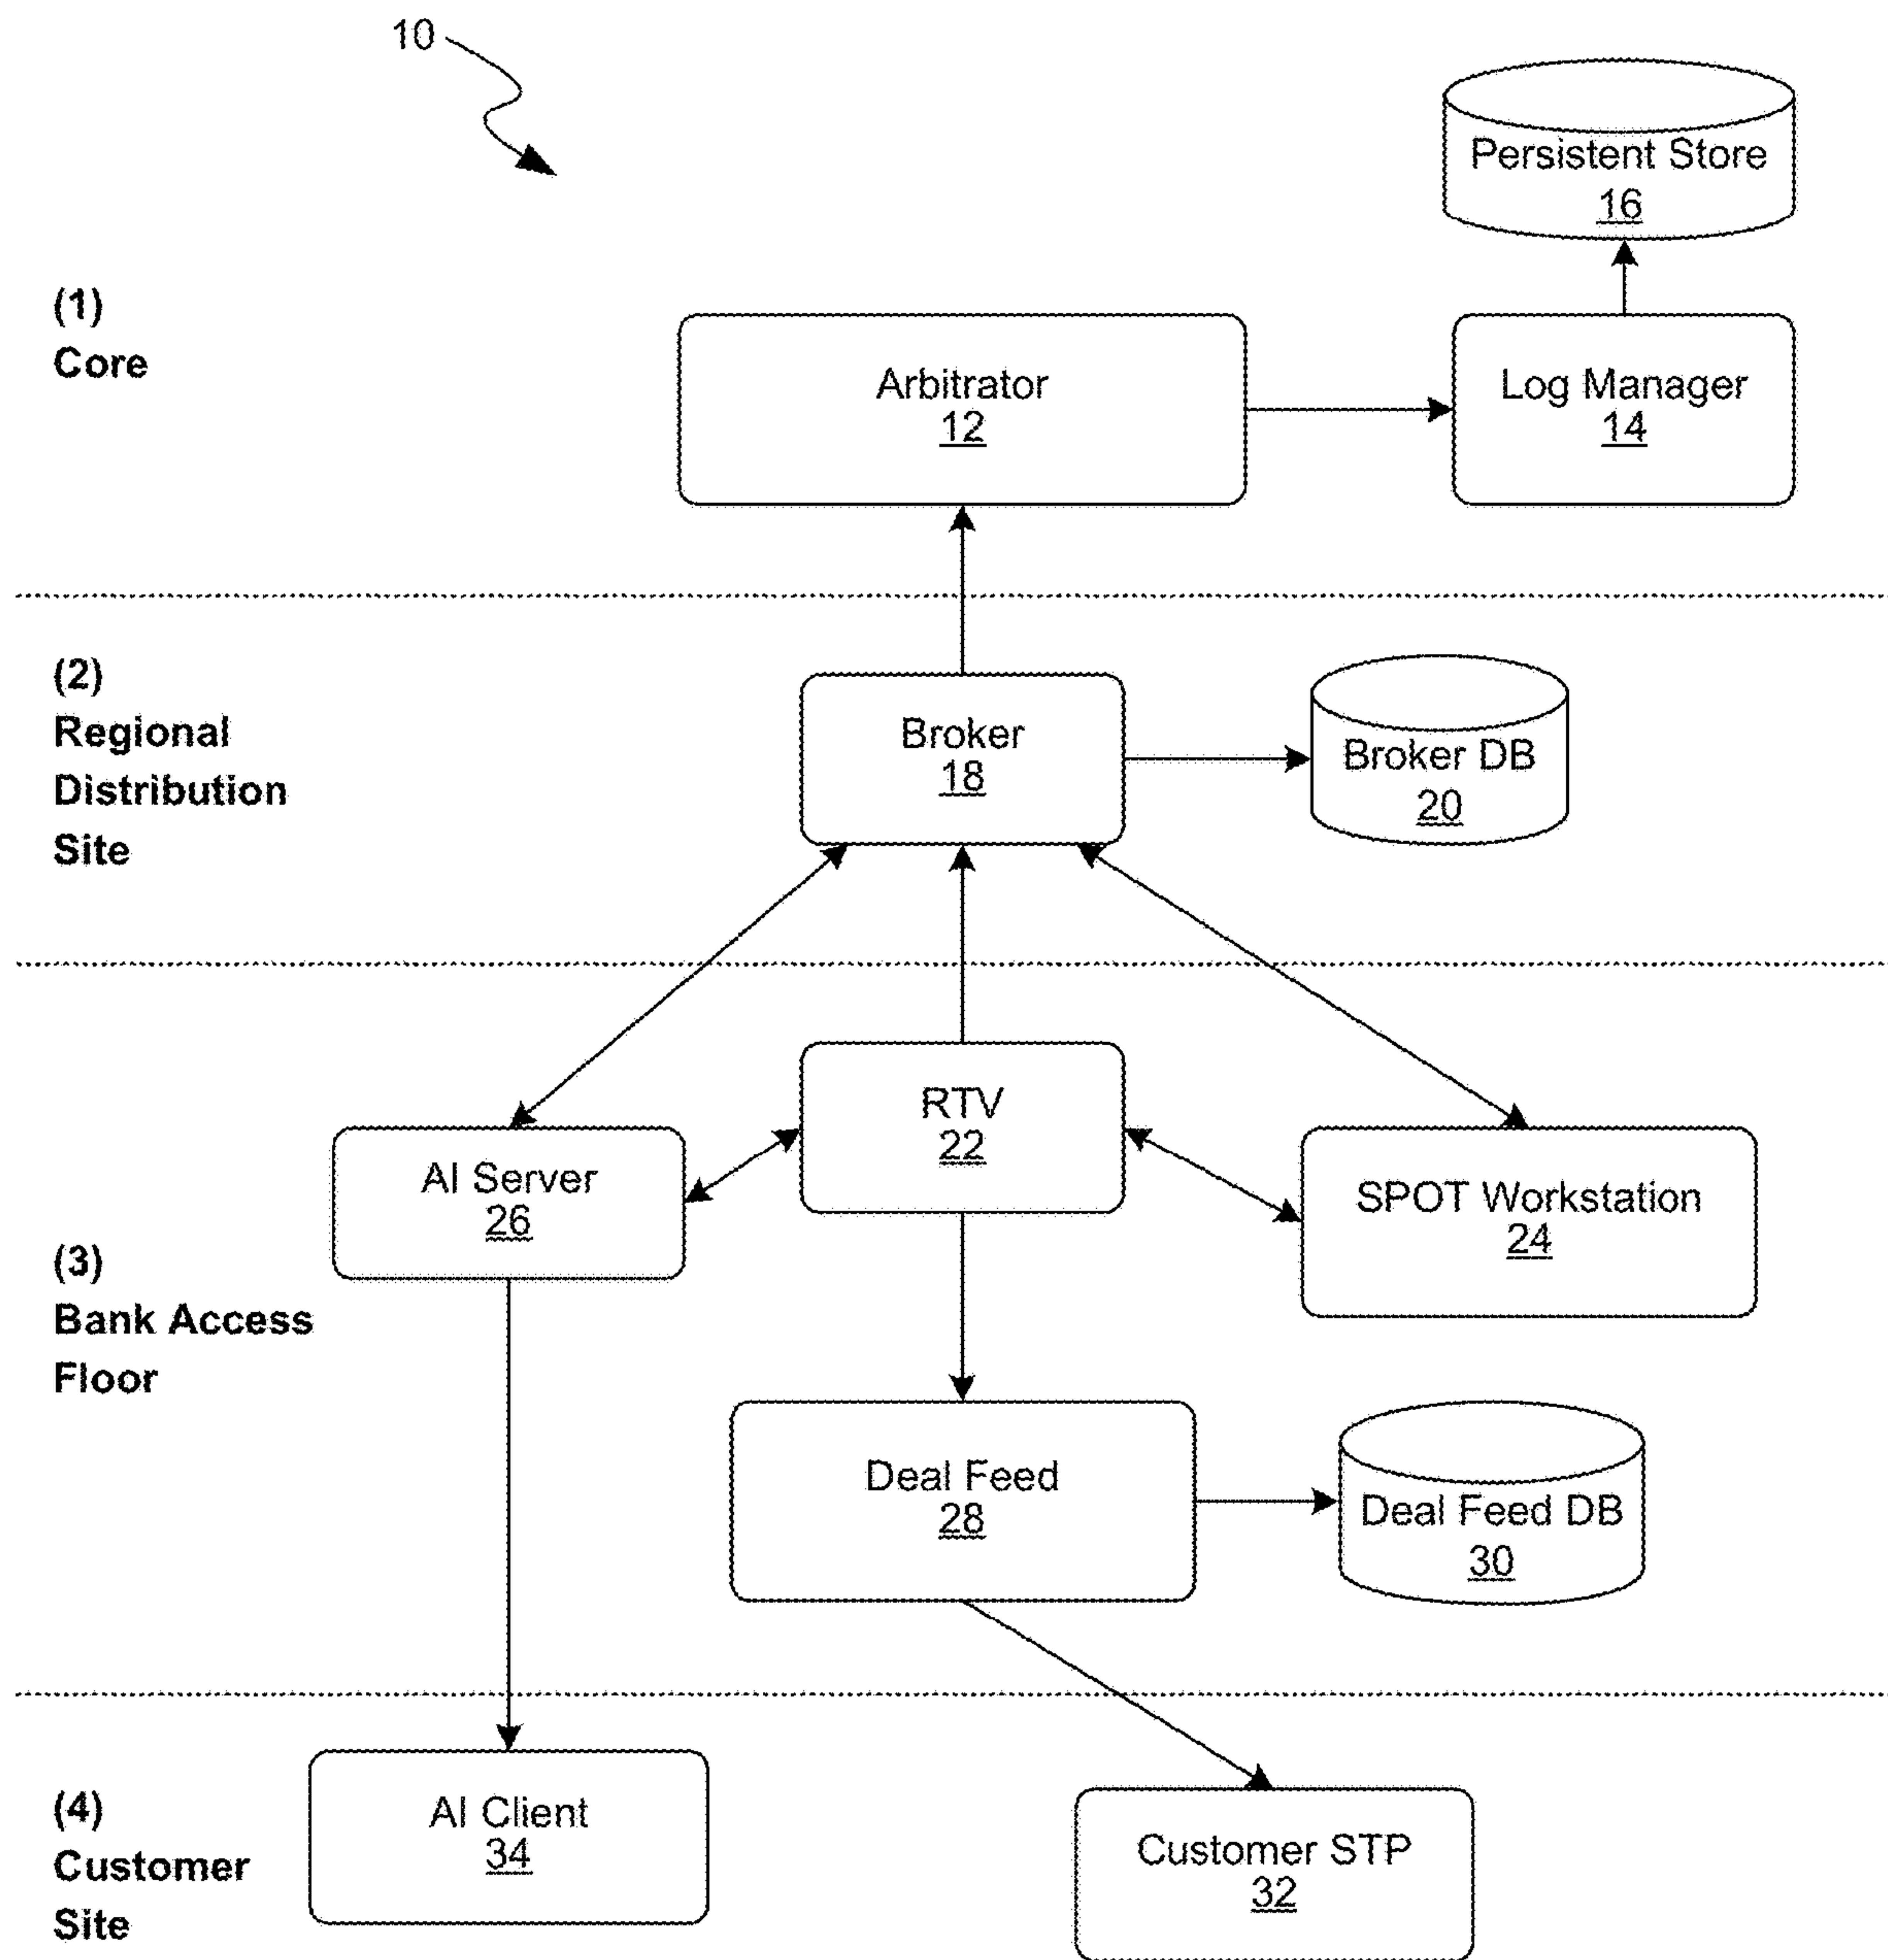 10
Persistent Store
16
(1)
Core
Arbitrator
12
Log Manager
14
(2)
Regional
Distribution
Site
Broker
18
Broker DB
20
RTV
22
AI Server
26
SPOT Workstation
24
(3)
Bank Access
Floor
Deal Feed
28
Deal Feed DB
30
(4)
Customer
Site
AI Client
34
Customer STP
32